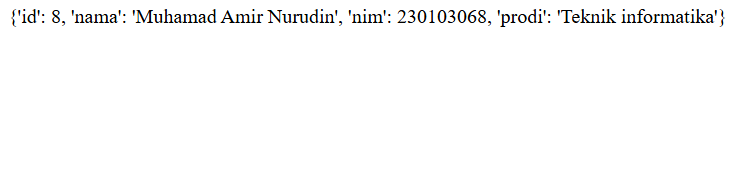 {'id': 8, 'nama': 'Muhamad Amir Nurudin', 'nim': 230103068, 'prodi': 'Teknik informatika'}